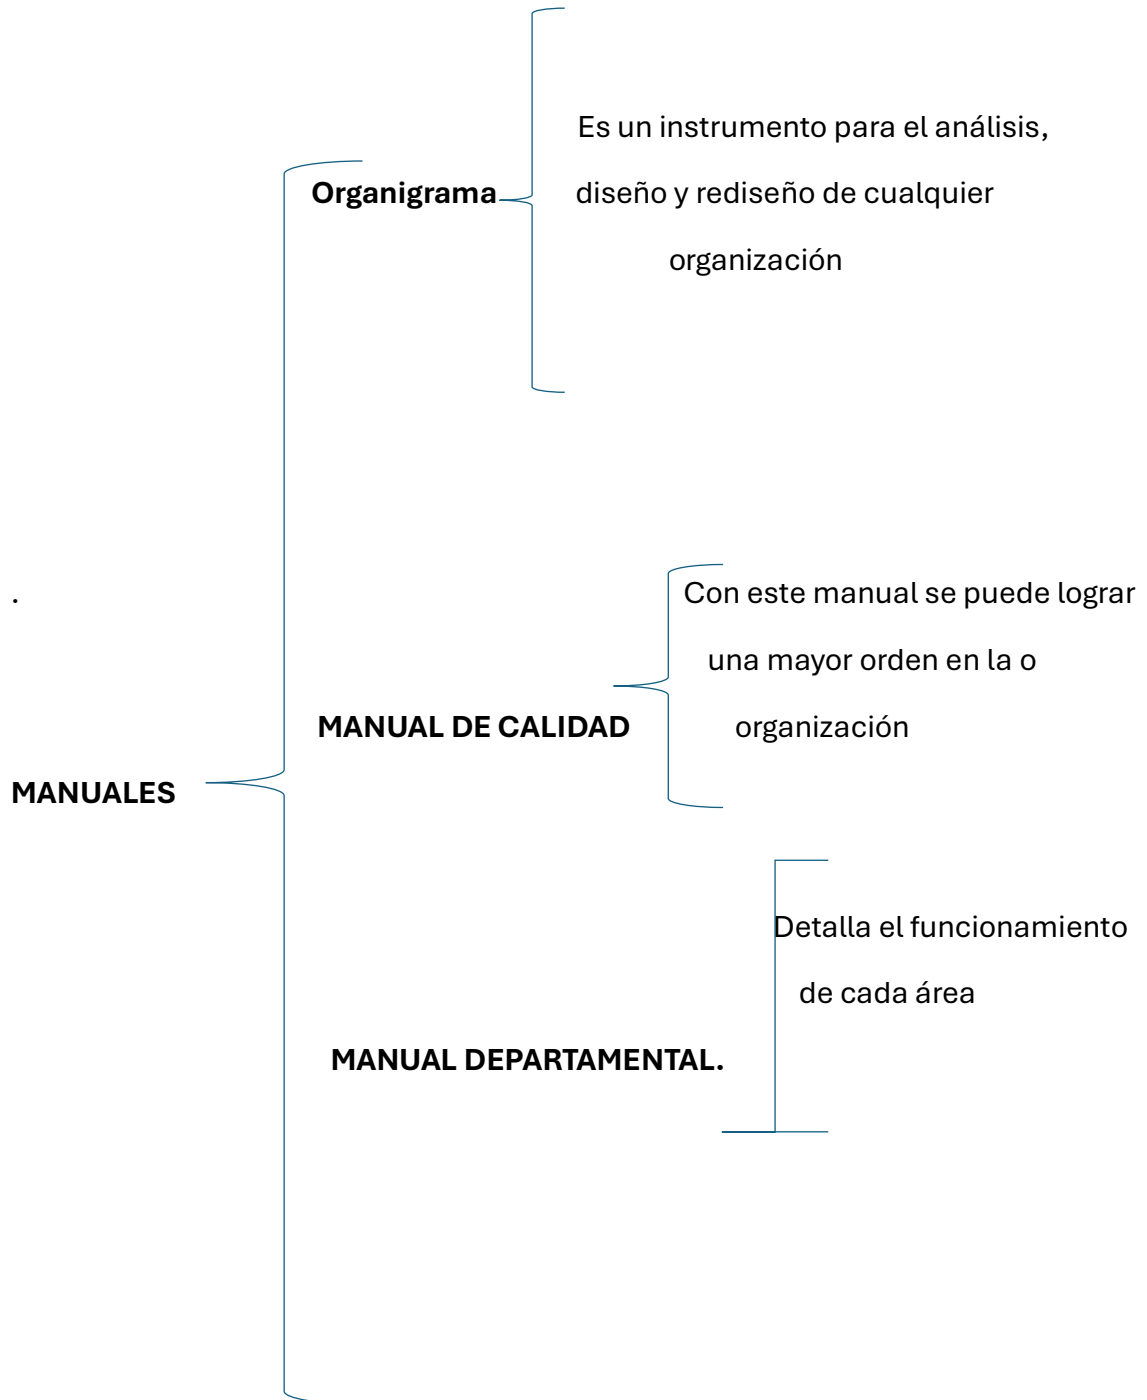 Es un instrumento para el análisis,
Organigrama diseño y rediseño de cualquier
organización
. Con este manual se puede lograr
una mayor orden en la o
MANUAL DE CALIDAD organización
MANUALES
Detalla el funcionamiento
de cada área
MANUAL DEPARTAMENTAL.